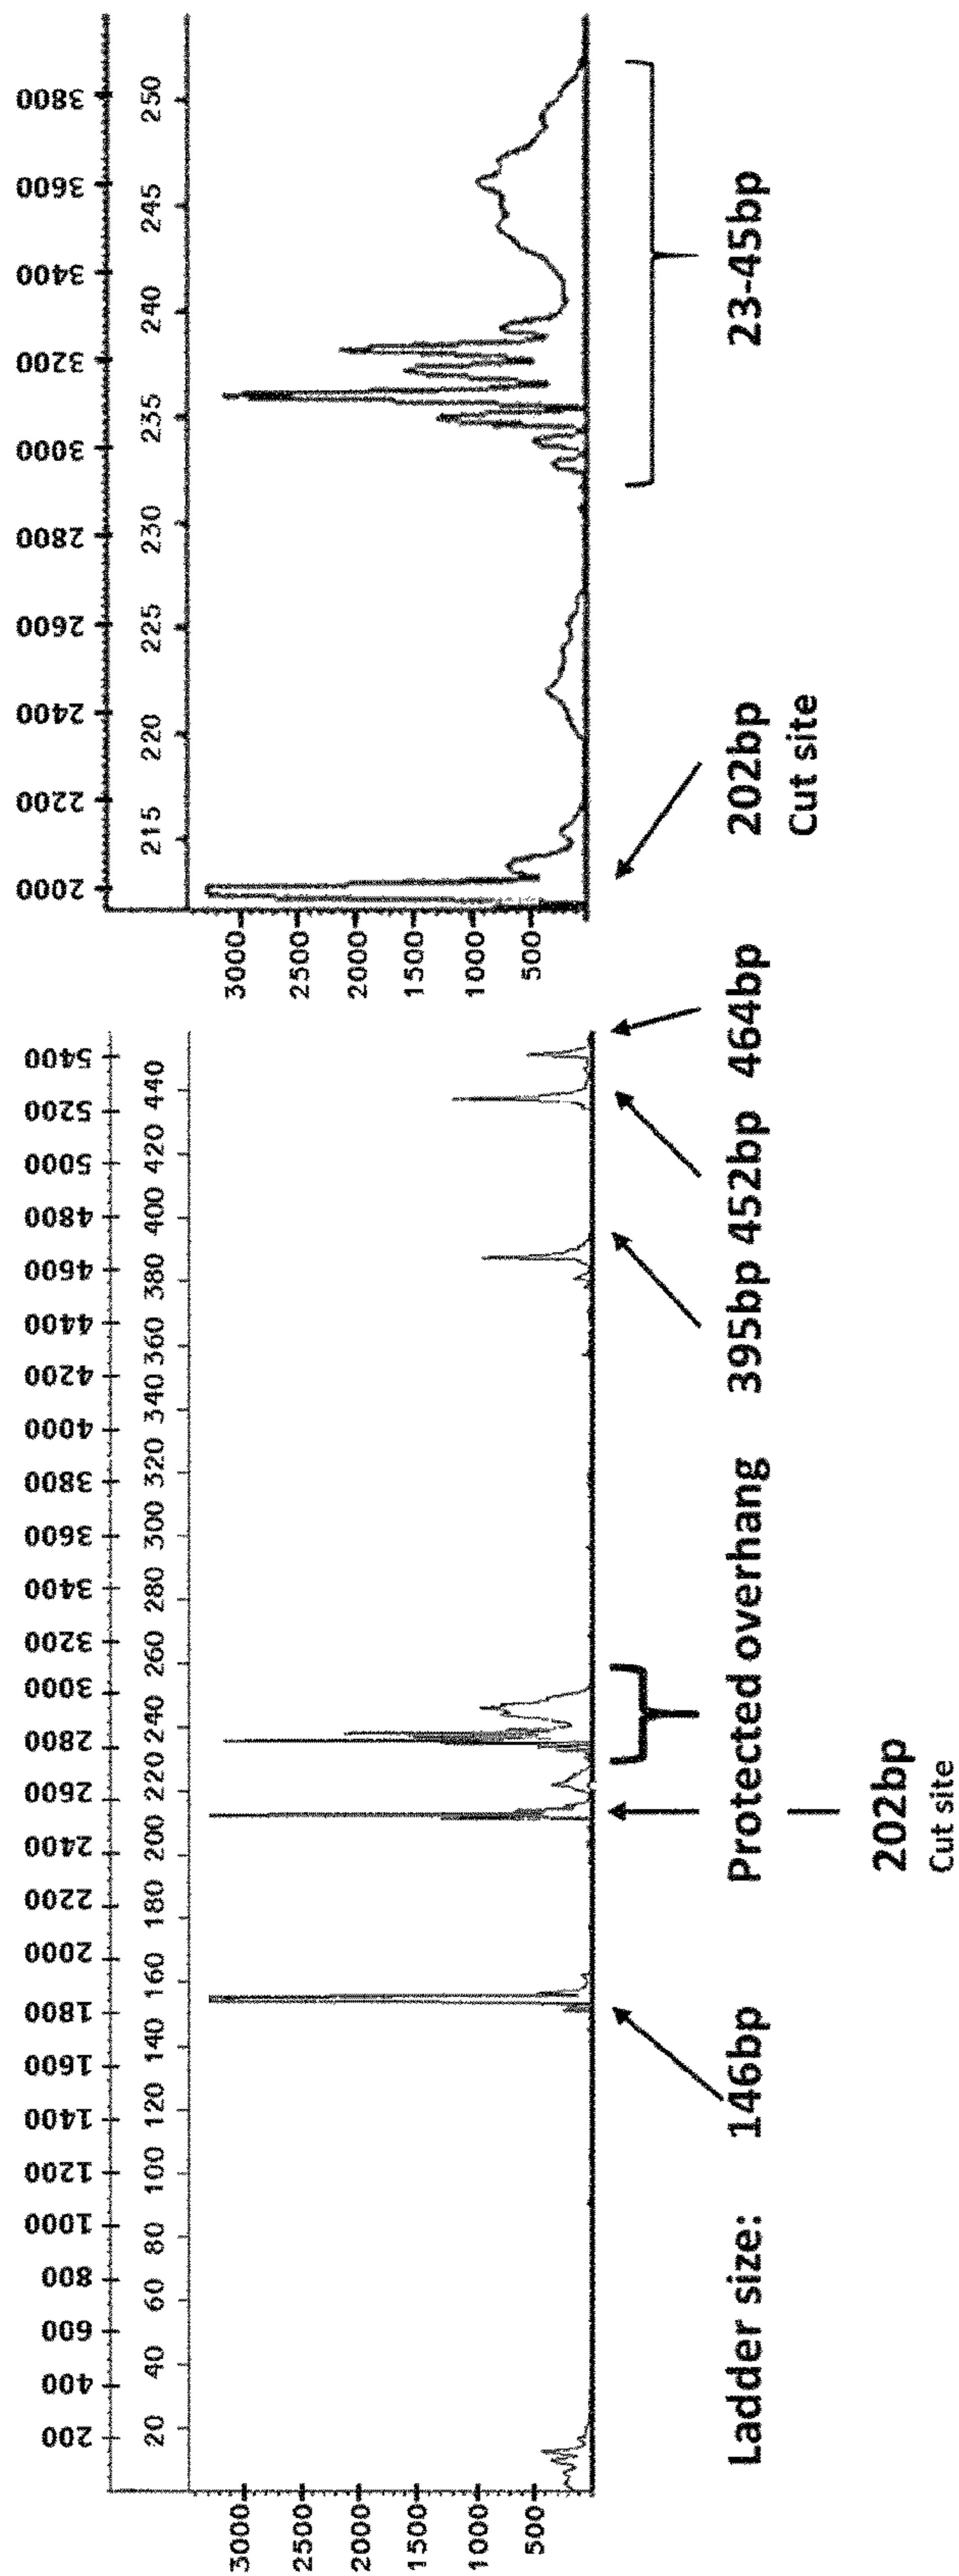 200 400 600 800 1000 1200 1400 1600 1800 2000 2200 2400 2600 2800 3000 3200 3400 3600 3800 4000 4200 4400 4600 4800 5000 5200 5400
20 40 60 80 100 120 140 160 180 200 220 240 260 280 300 320 340 360 380 400 420 440
3000
2500
2000
1500
1000
500
Ladder size: 146bp Protected overhang 395bp 452bp 464bp
202bp
Cut site
2000 2200 2400 2600 2800 3000 3200 3400 3600 3800
215 220 225 230 235 240 245 250
3000
2500
2000
1500
1000
500
202bp 23-45bp
Cut site